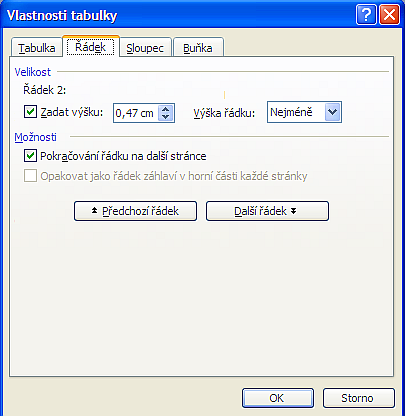 Vlastnosti tabulky
Tabulka Řádek Sloupec Buňka
Velikost
Řádek 2:
Zadat výšku: 0,47 cm Výška řádku: Nejméně
Možnosti
Pokračování řádku na další stránce
Opakovat jako řádek záhlaví v horní části každé stránky
Předchozí řádek Další řádek
OK Storno